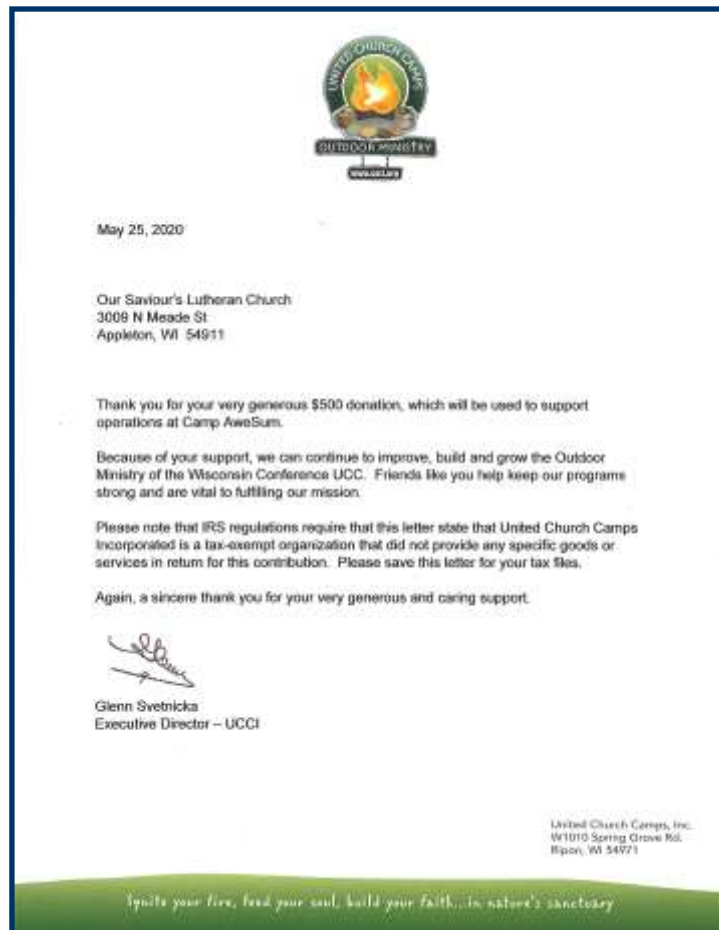 UNITED CHURCH CAMPS
OUTDOOR MINISTRY
www.ucci.org
May 25, 2020
Our Saviour's Lutheran Church
3009 N Meade St
Appleton, WI 54911
Thank you for your very generous $500 donation, which will be used to support
operations at Camp AweSum.
Because of your support, we can continue to improve, build and grow the Outdoor
Ministry of the Wisconsin Conference UCC. Friends like you help keep our programs
strong and are vital to fulfilling our mission.
Please note that IRS regulations require that this letter state that United Church Camps
Incorporated is a tax-exempt organization that did not provide any specific goods or
services in return for this contribution. Please save this letter for your tax files.
Again, a sincere thank you for your very generous and caring support.
Glenn Svetnicka
Executive Director – UCCI
United Church Camps, Inc.
W1010 Spring Grove Rd.
Ripon, WI 54971
Ignite your fire, feed your soul, build your faith...in nature's sanctuary